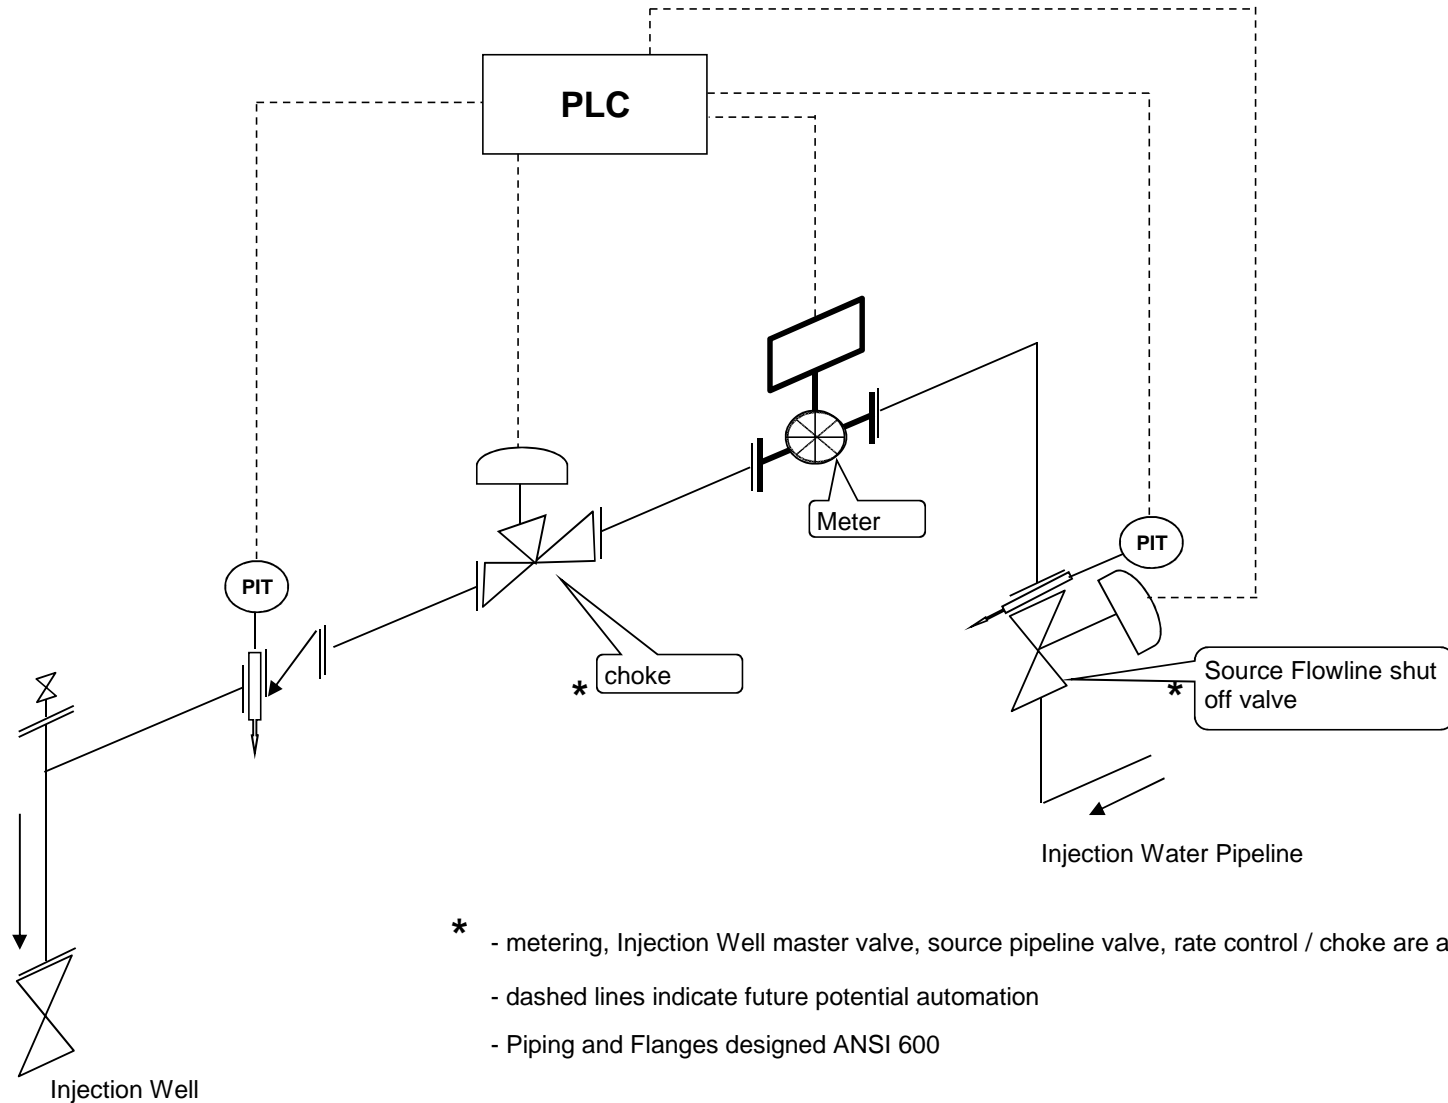 PLC
Meter
PIT
PIT
choke
*
Source Flowline shut
off valve
*
Injection Water Pipeline
* - metering, Injection Well master valve, source pipeline valve, rate control / choke are a
- dashed lines indicate future potential automation
- Piping and Flanges designed ANSI 600
Injection Well